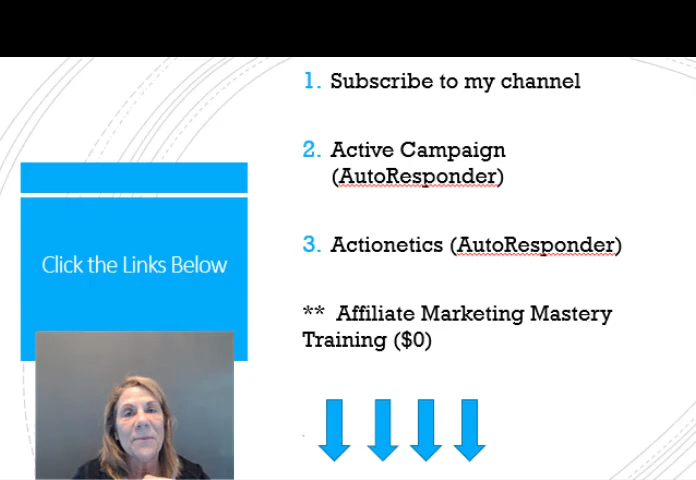 1. Subscribe to my channel
2. Active Campaign
(AutoResponder)
3. Actionetics (AutoResponder)
Click the Links Below
** Affiliate Marketing Mastery
Training ($0)